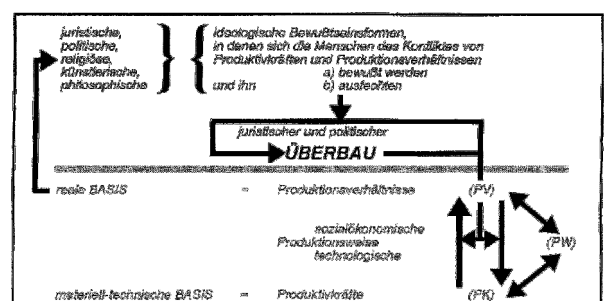 juristische,
politische,
religiöse,
künstlerische,
philosophische
ideologische Bewußtseinsformen,
in denen sich die Menschen des Konfliktes von
Produktivkräften und Produktionsverhältnissen
a) bewußt werden
und ihn b) ausfechten
juristischer und politischer
ÜBERBAU
reale BASIS = Produktionsverhältnisse (PV)
sozialökonomische
Produktionsweise (PW)
technologische
materiell-technische BASIS = Produktivkräfte (PK)